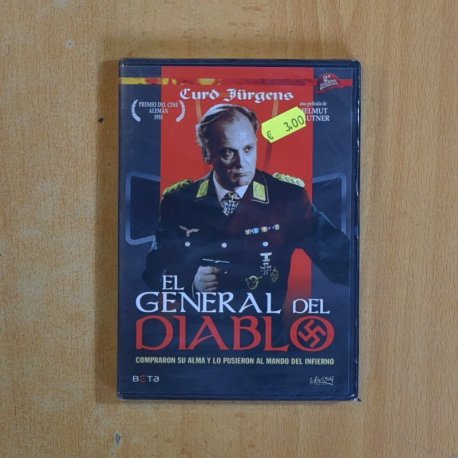 Curd Jürgens
PREMIO DEL CINE
ALEMÁN
1955
una película de
HELMUT
KÄUTNER
€ 3.00
EL
GENERAL DEL
DIABLO
COMPRARON SU ALMA Y LO PUSIERON AL MANDO DEL INFIERNO
BETA
divisa